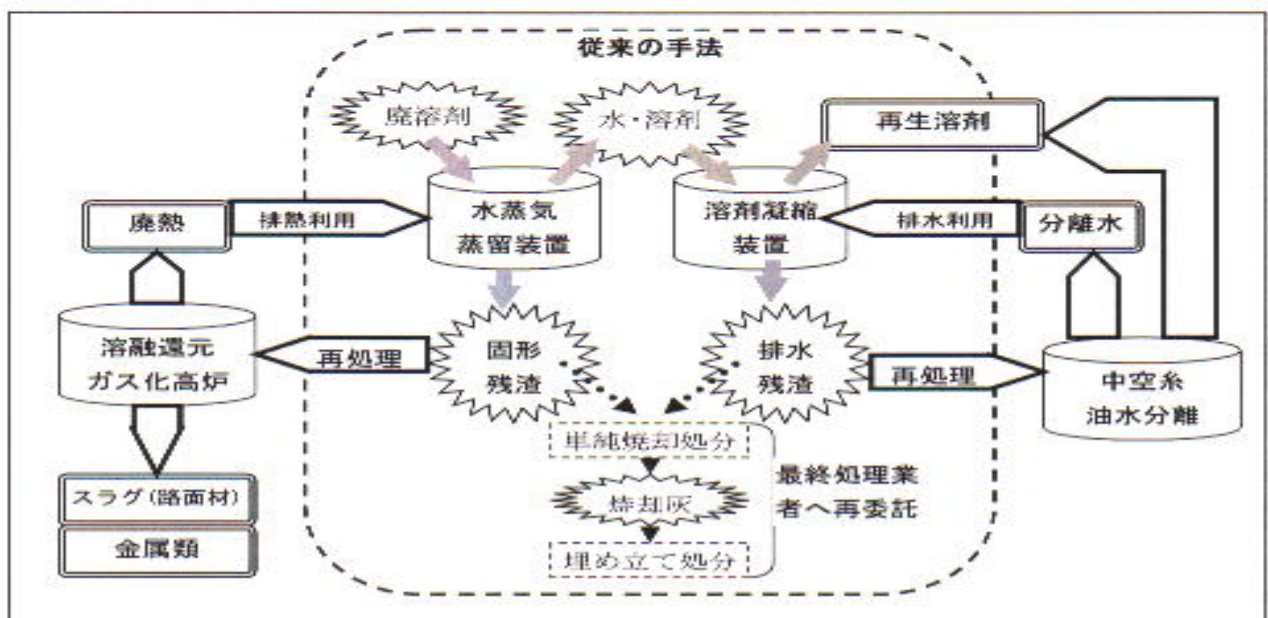 従来の手法
廃溶剤
水・溶剤
再生溶剤
水蒸気
蒸留装置
溶剤凝縮
装置
廃熱
排熱利用
排水利用
分離水
溶融還元
ガス化高炉
再処理
固形
残渣
排水
残渣
再処理
中空糸
油水分離
単純焼却処分
焼却灰
埋め立て処分
最終処理業
者へ再委託
スラグ(路面材)
金属類